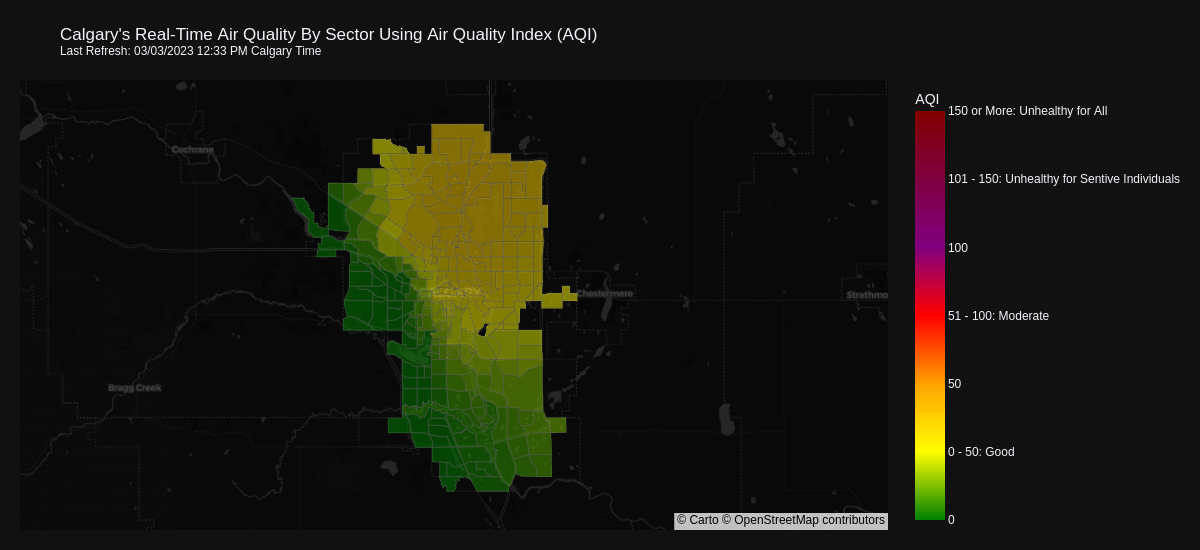 Calgary's Real-Time Air Quality By Sector Using Air Quality Index (AQI)
Last Refresh: 03/03/2023 12:33 PM Calgary Time
AQI
150 or More: Unhealthy for All
Cochrane
101 - 150: Unhealthy for Sentive Individuals
100
Chestermere
Strathmo
51 - 100: Moderate
50
Bragg Creek
0 - 50: Good
0
© Carto © OpenStreetMap contributors